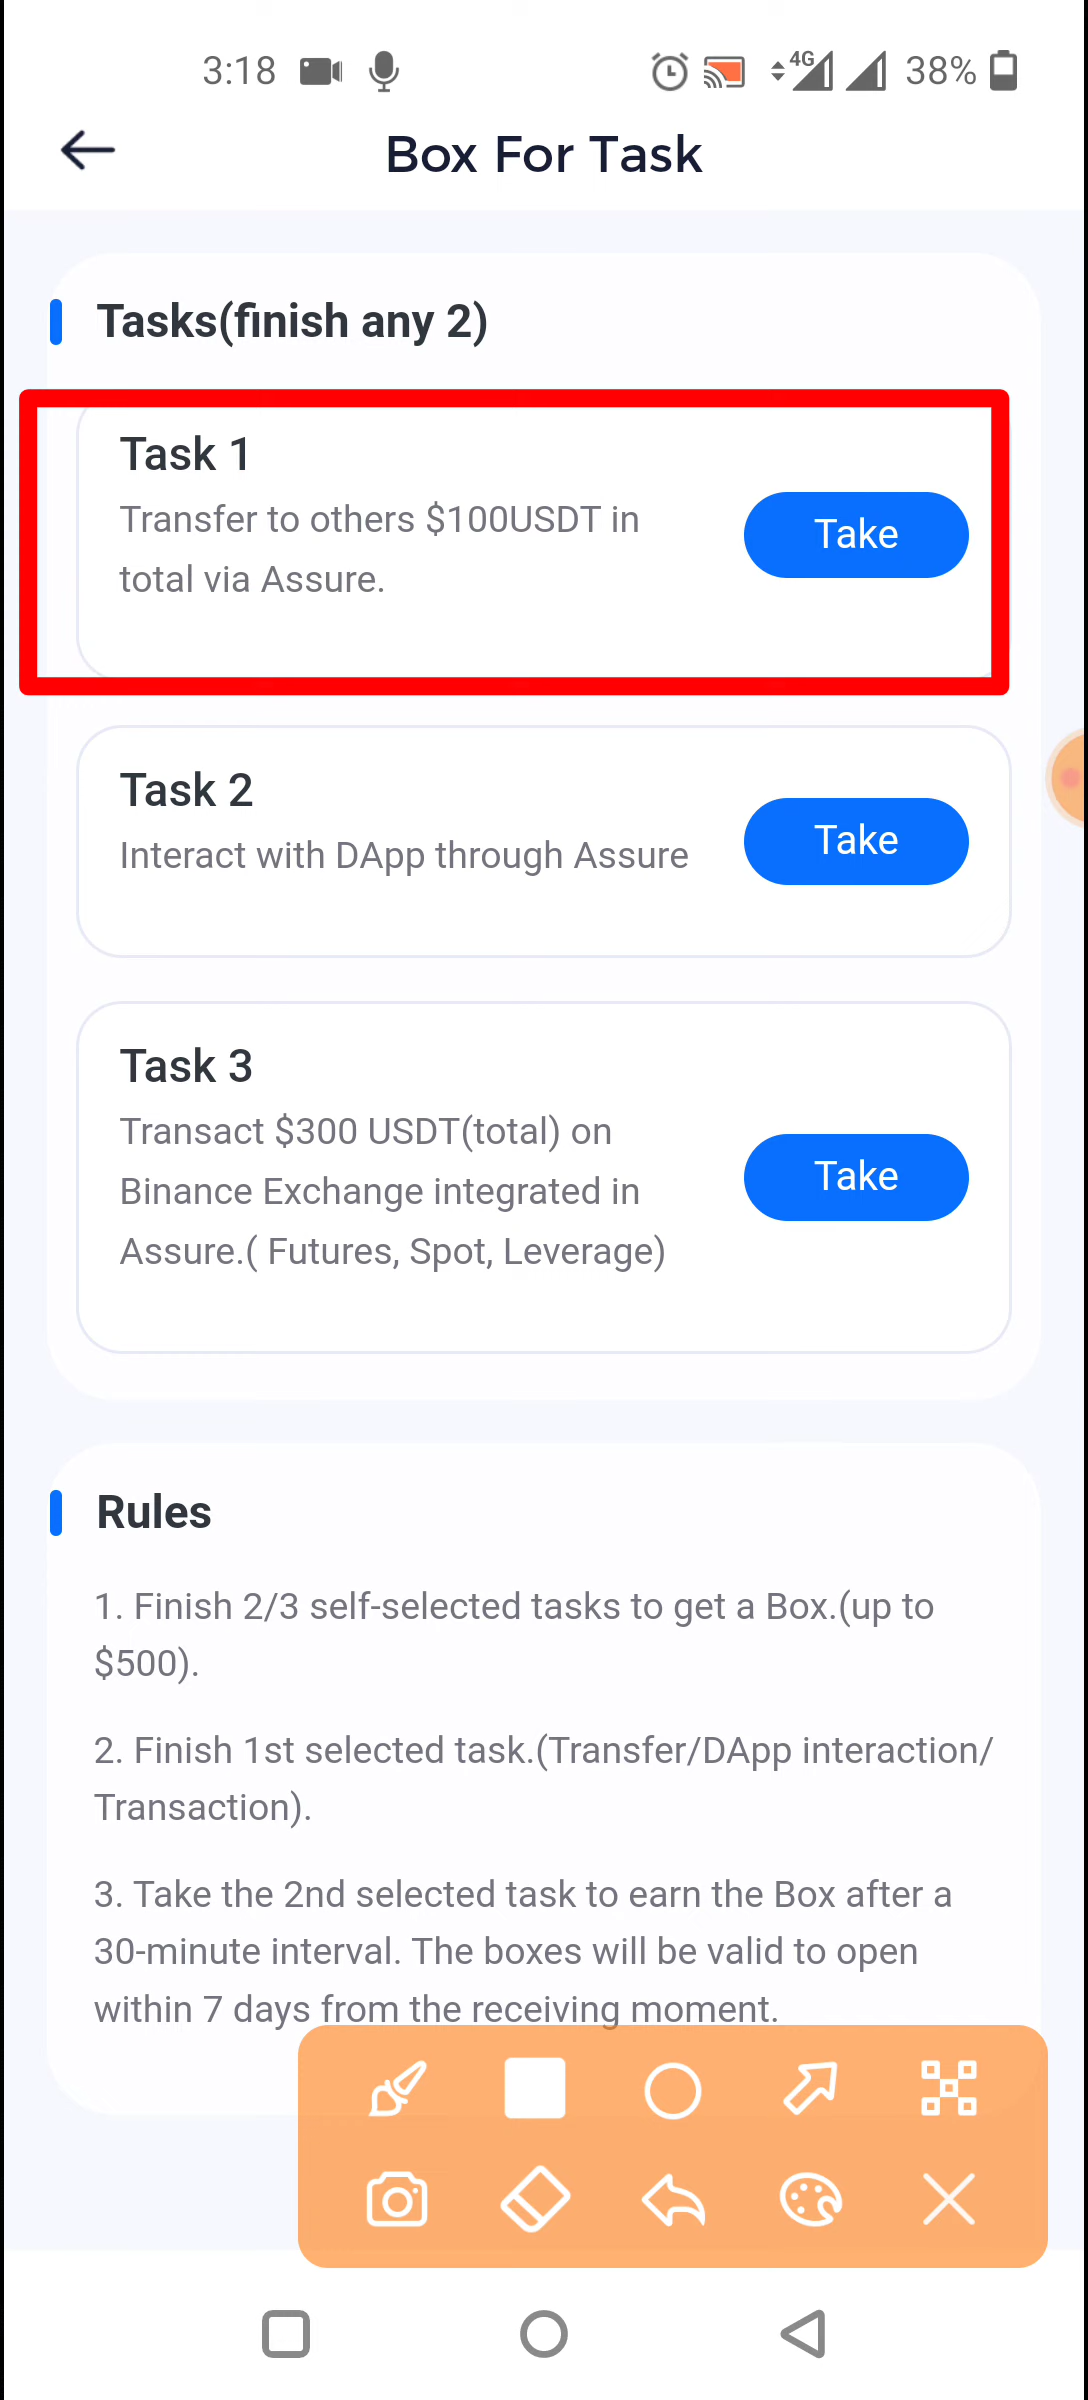 3:18 4G 38%
Box For Task
Tasks(finish any 2)
Task 1
Transfer to others $100USDT in
total via Assure.
Take
Task 2
Interact with DApp through Assure
Take
Task 3
Transact $300 USDT(total) on
Binance Exchange integrated in
Assure.( Futures, Spot, Leverage)
Take
Rules
1. Finish 2/3 self-selected tasks to get a Box.(up to
$500).
2. Finish 1st selected task.(Transfer/DApp interaction/
Transaction).
3. Take the 2nd selected task to earn the Box after a
30-minute interval. The boxes will be valid to open
within 7 days from the receiving moment.